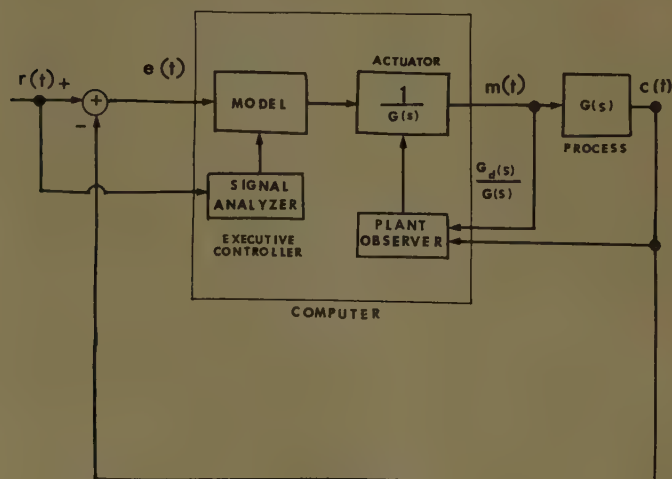 r(t) +
-
e(t)
+
MODEL
ACTUATOR
1
G(s)
m(t)
G(s)
PROCESS
c(t)
SIGNAL
ANALYZER
EXECUTIVE
CONTROLLER
PLANT
OBSERVER
G_d(s)
G(s)
COMPUTER